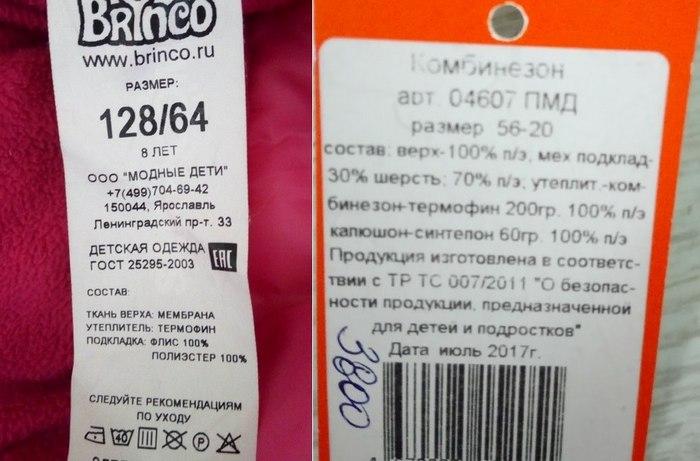 BRINCO
www.brinco.ru
РАЗМЕР:
128/64
8 ЛЕТ
ООО "МОДНЫЕ ДЕТИ"
+7(499)704-69-42
150044, Ярославль
Ленинградский пр-т. 33
ДЕТСКАЯ ОДЕЖДА
ГОСТ 25295-2003
EAC
СОСТАВ:
ТКАНЬ ВЕРХА: МЕМБРАНА
УТЕПЛИТЕЛЬ: ТЕРМОФИН
ПОДКЛАДКА: ФЛИС 100%
ПОЛИЭСТЕР 100%
СЛЕДУЙТЕ РЕКОМЕНДАЦИЯМ
ПО УХОДУ
40 P
Комбинезон
арт. 04607 ПМД
размер 56-20
состав: верх-100% п/э, мех подклад-
30% шерсть; 70% п/э, утеплит.-ком-
бинезон-термофин 200гр. 100% п/э
капюшон-синтепон 60гр. 100% п/э
Продукция изготовлена в соответс-
твии с ТР ТС 007/2011 "О безопас-
ности продукции, предназначенной
для детей и подростков"
Дата июль 2017г.
3800